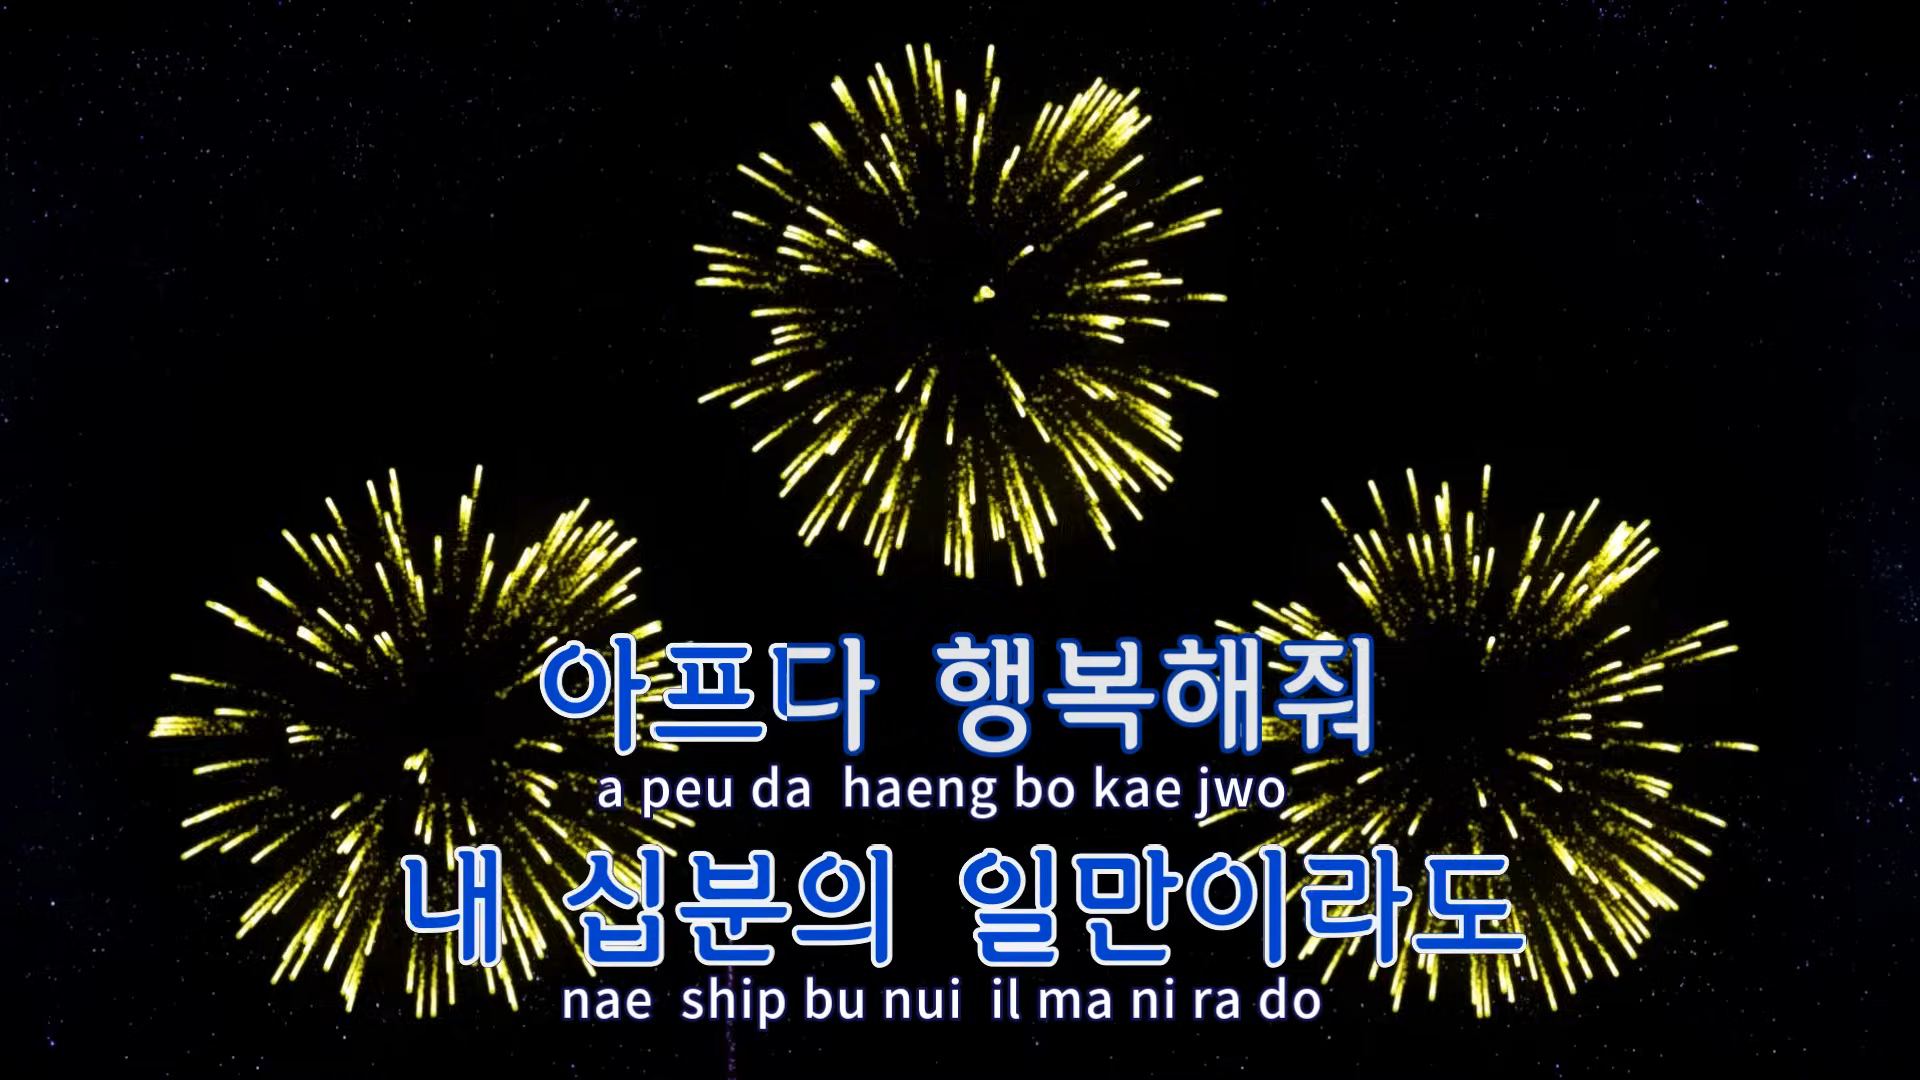 아프다 행복해줘
a peu da haeng bo kae jwo
내 십분의 일만이라도
nae ship bu nui il ma ni ra do